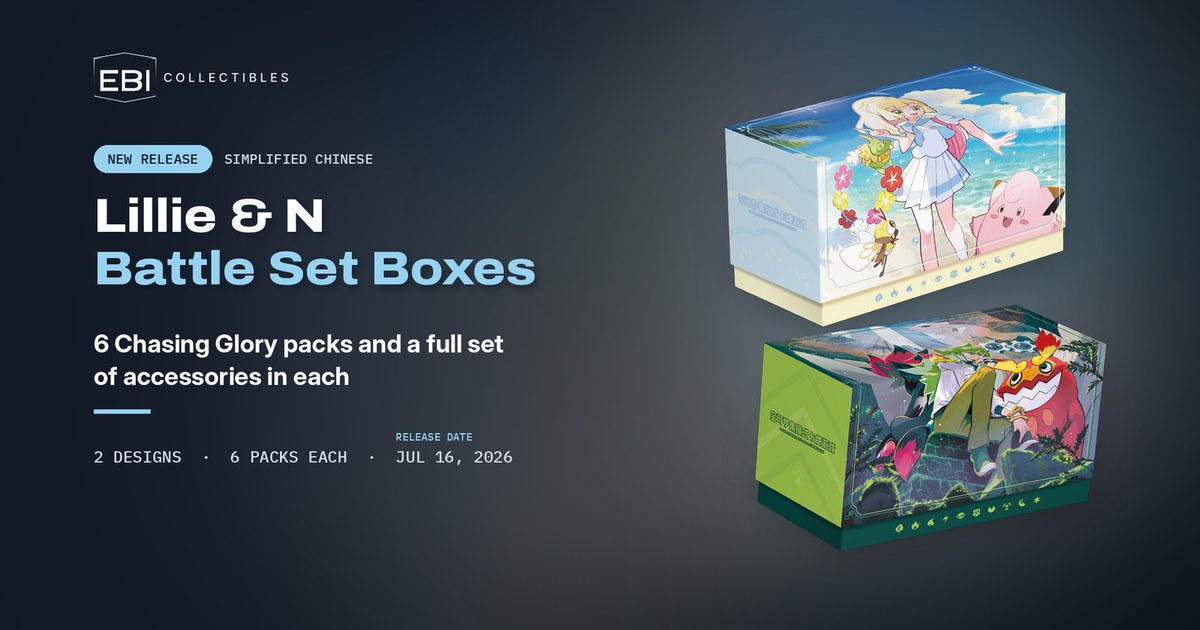 EBI COLLECTIBLES
NEW RELEASE SIMPLIFIED CHINESE
Lillie & N
Battle Set Boxes
6 Chasing Glory packs and a full set
of accessories in each
RELEASE DATE
2 DESIGNS · 6 PACKS EACH · JUL 16, 2026